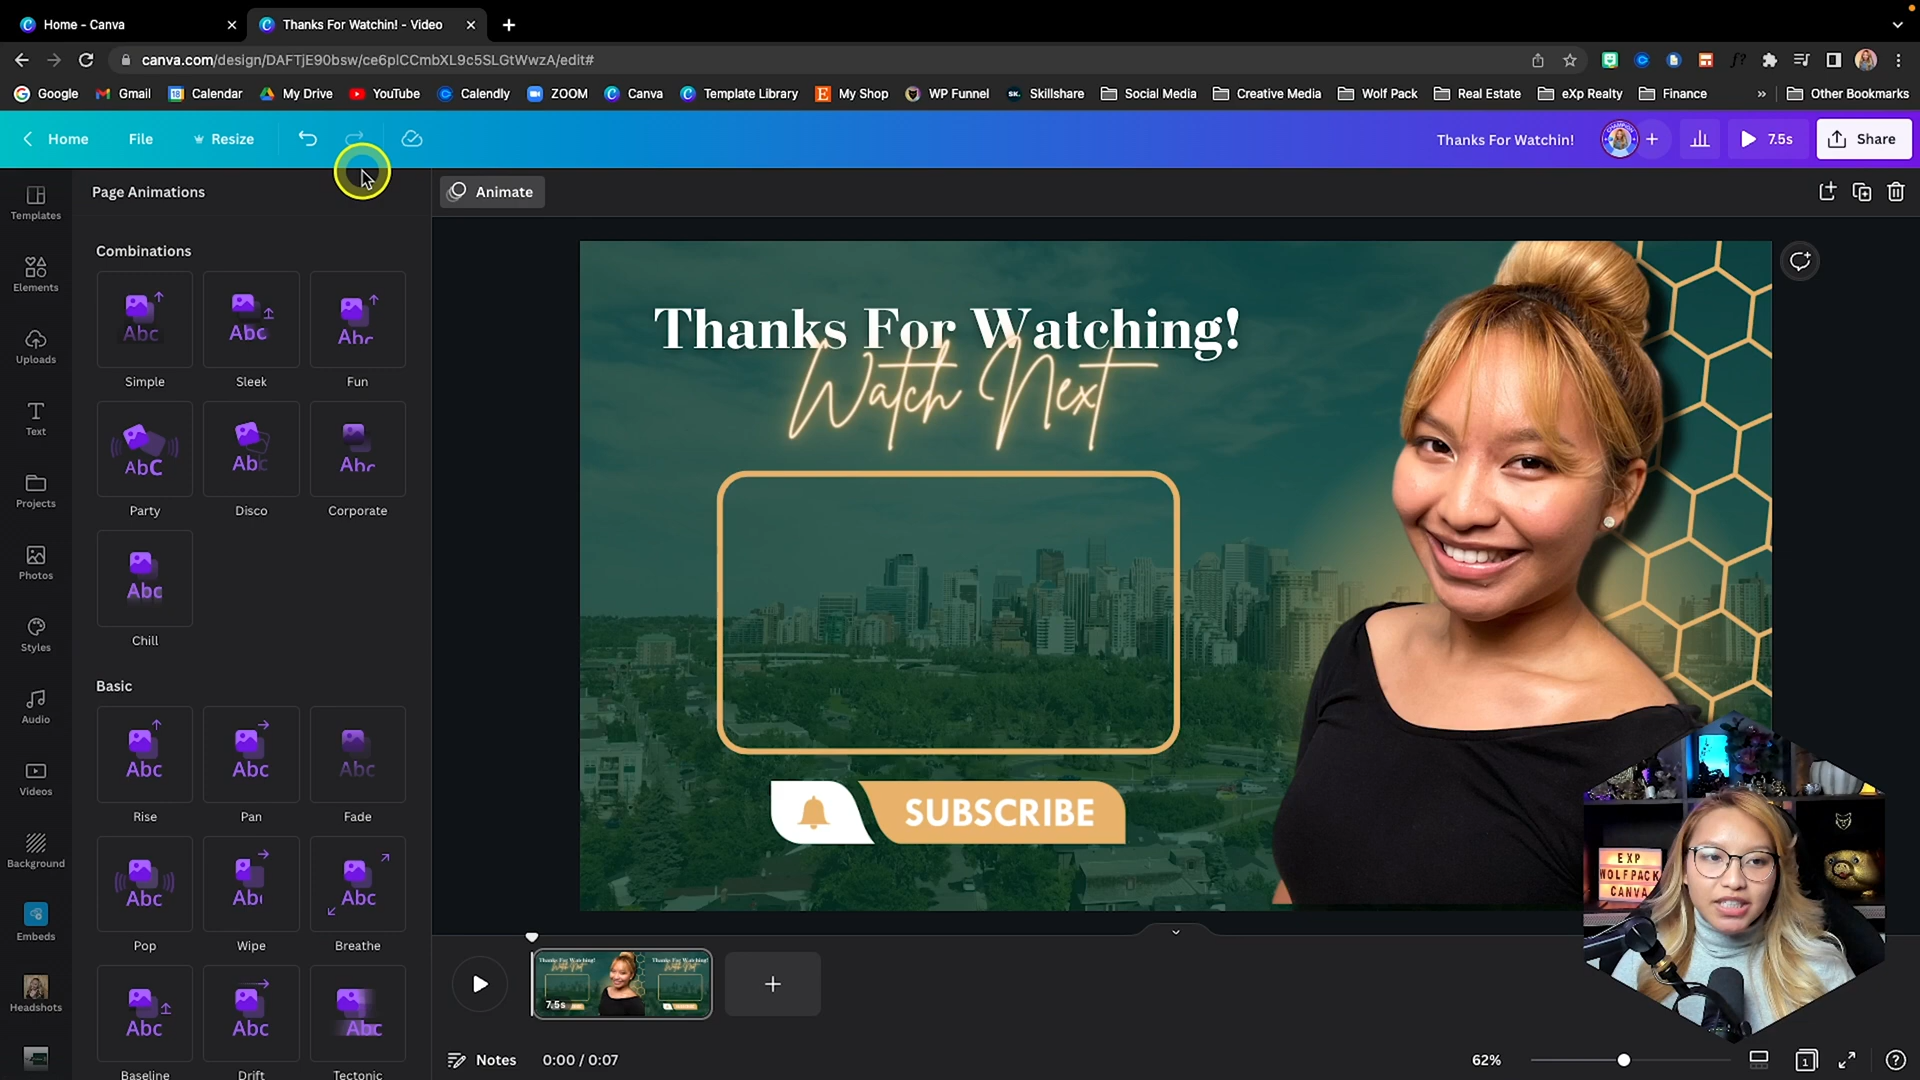 Home - Canva
Thanks For Watchin! - Video
canva.com/design/DAFTjE90bsw/ce6plCCmbXL9c5SLGtWwzA/edit#
Google Gmail Calendar My Drive YouTube Calendly ZOOM Canva Template Library My Shop WP Funnel Skillshare Social Media Creative Media Wolf Pack Real Estate eXp Realty Finance » Other Bookmarks
Home File Resize Thanks For Watchin! 7.5s Share
Templates
Elements
Uploads
Text
Projects
Photos
Styles
Audio
Videos
Background
Embeds
Headshots
Page Animations
Combinations
Simple Sleek Fun
Party Disco Corporate
Chill
Basic
Rise Pan Fade
Pop Wipe Breathe
Baseline Drift Tectonic
Animate
Thanks For Watching!
Watch Next
SUBSCRIBE
EXP
WOLFPACK
CANVA
7.5s
Notes 0:00 / 0:07
62%
1